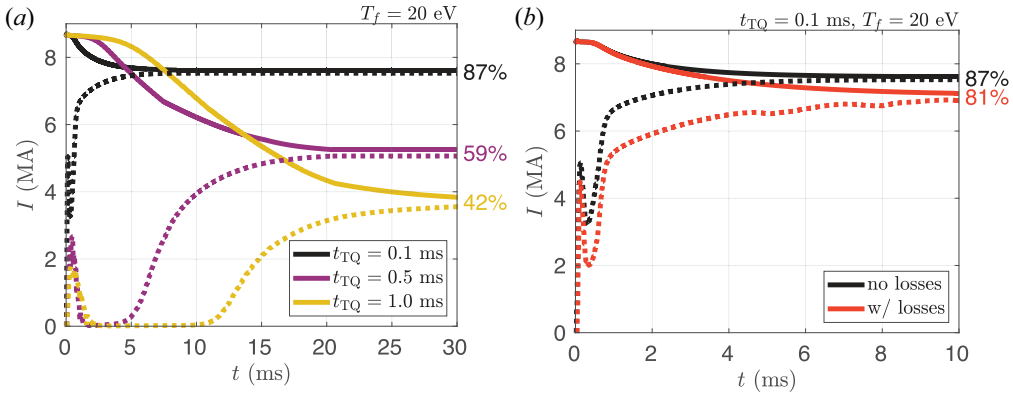 (a)
T_f = 20 eV
I (MA)
8
6
4
2
0
87%
59%
42%
t_TQ = 0.1 ms
t_TQ = 0.5 ms
t_TQ = 1.0 ms
0 5 10 15 20 25 30
t (ms)
(b)
t_TQ = 0.1 ms, T_f = 20 eV
I (MA)
8
6
4
2
0
87%
81%
no losses
w/ losses
0 2 4 6 8 10
t (ms)